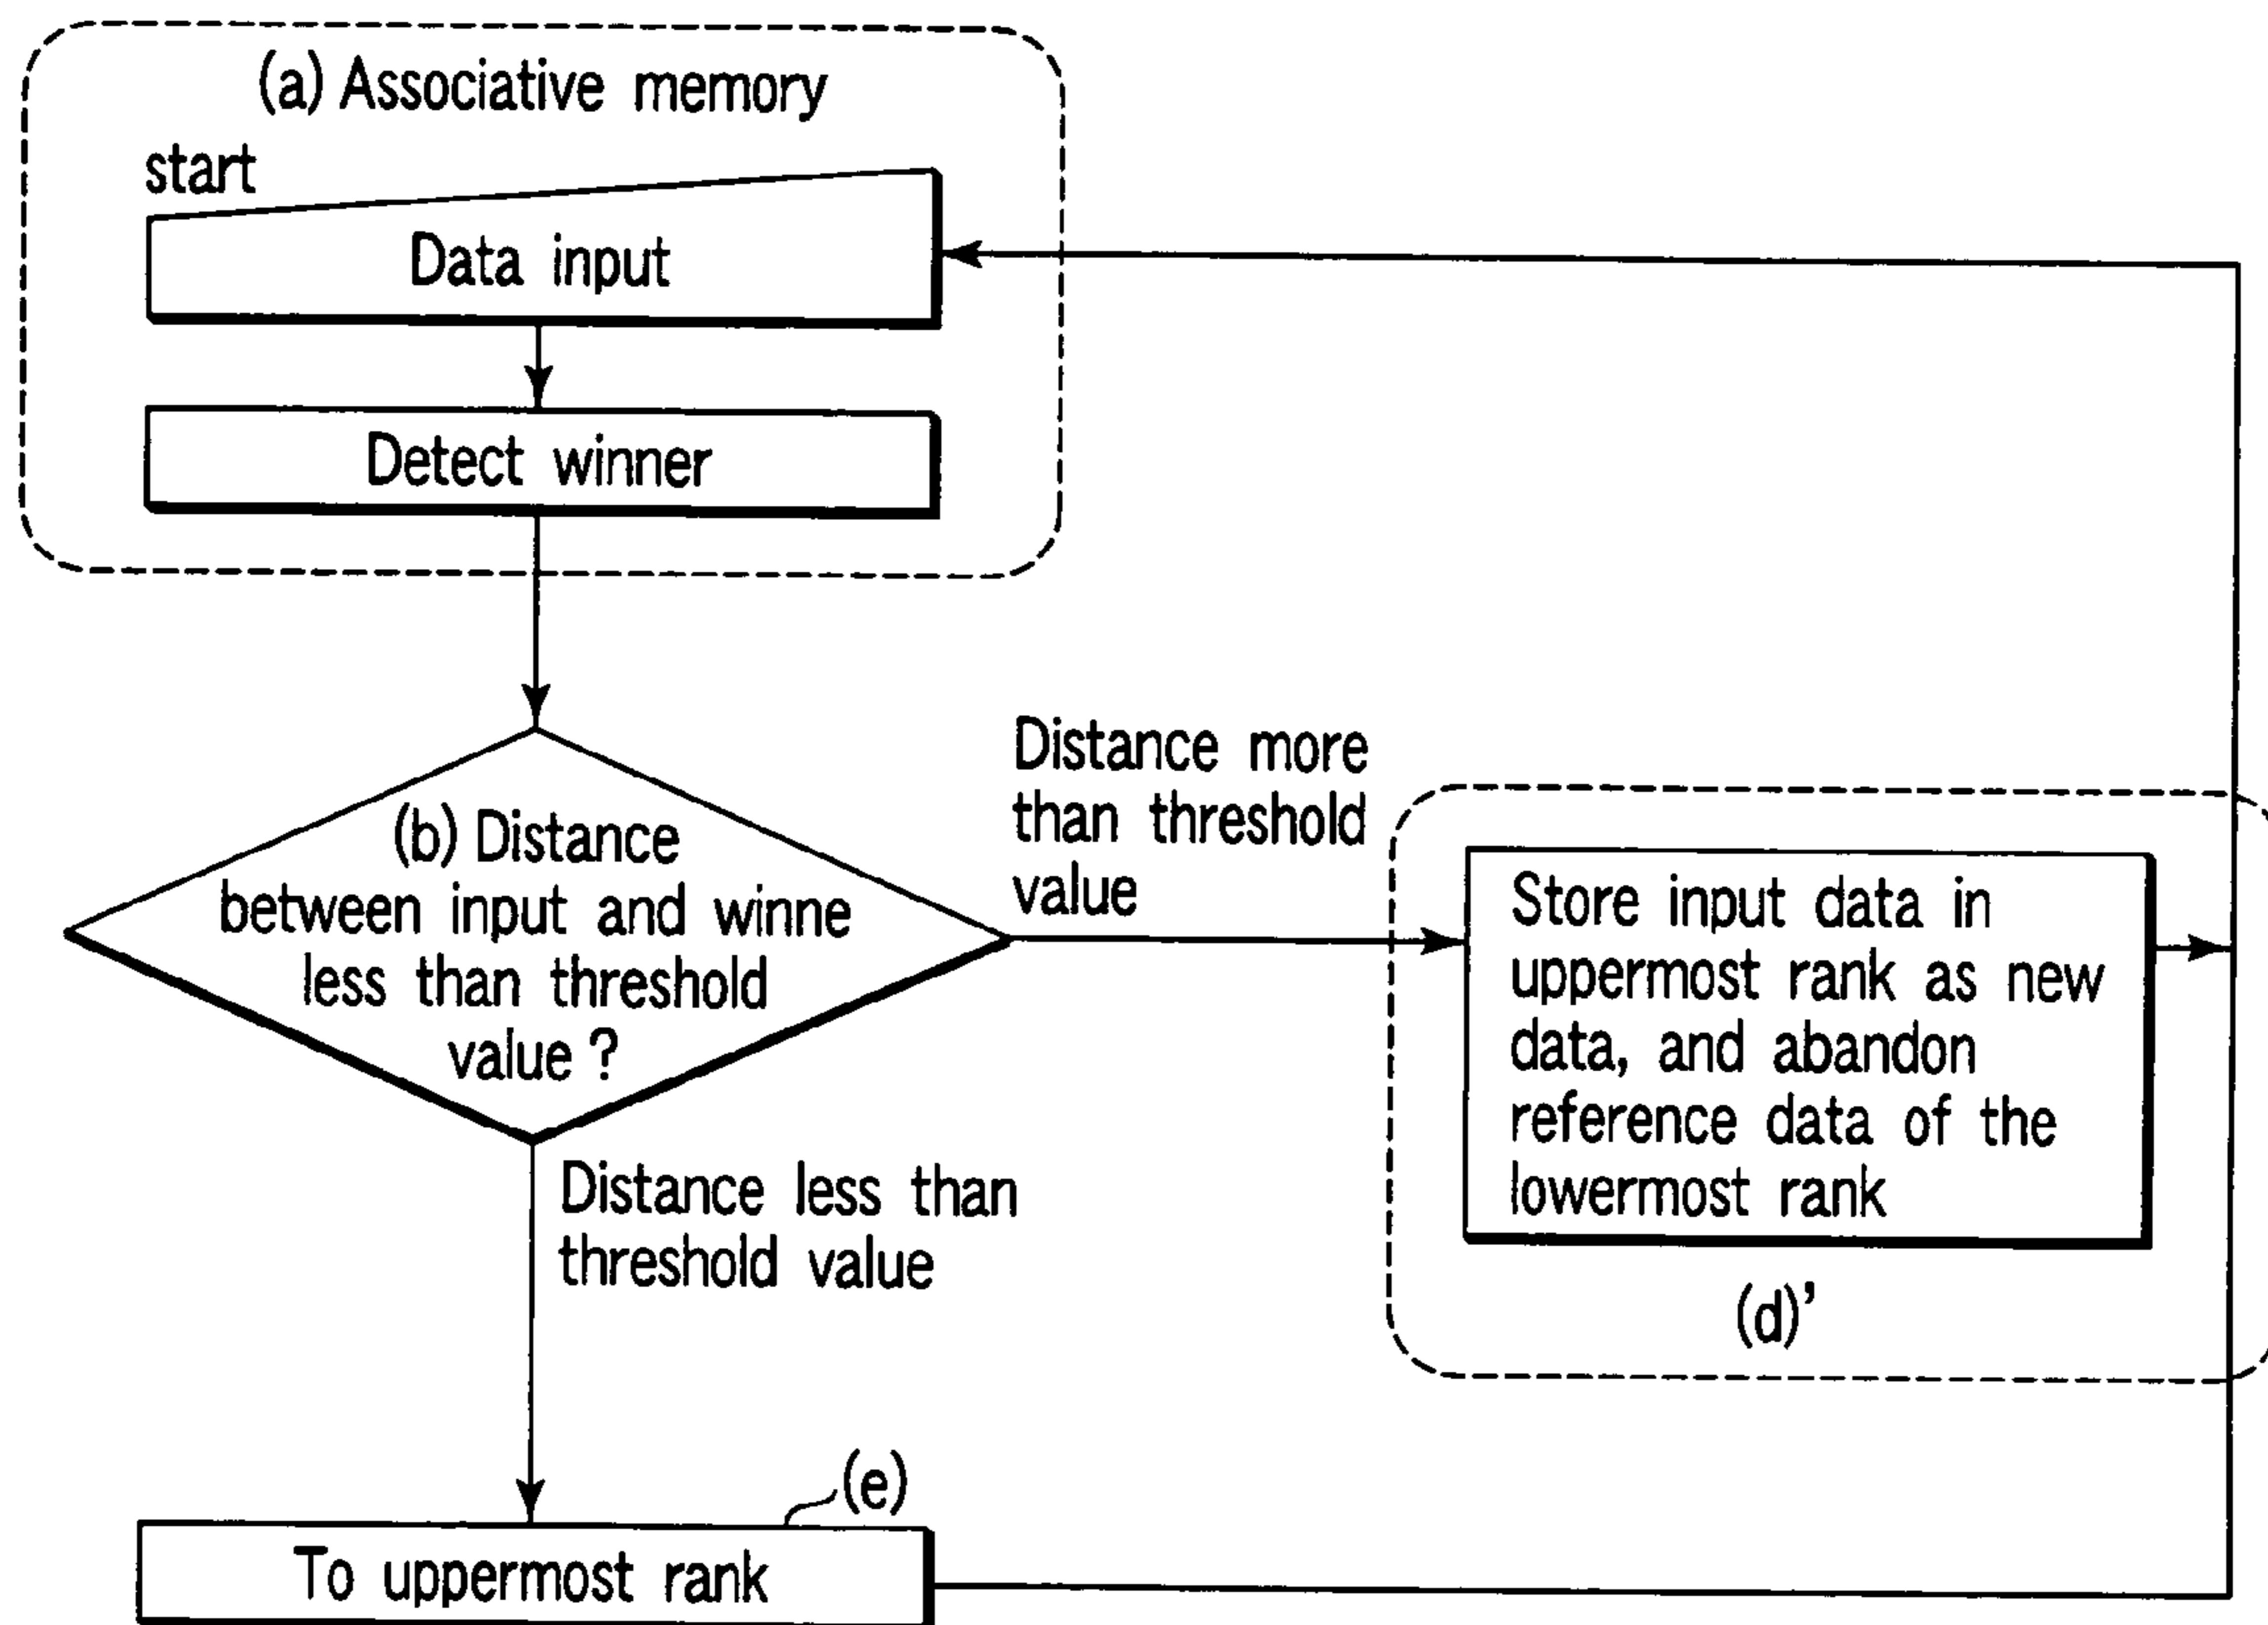 (a) Associative memory
start
Data input
Detect winner
(b) Distance
between input and winne
less than threshold
value ?
Distance more
than threshold
value
Store input data in
uppermost rank as new
data, and abandon
reference data of the
lowermost rank
(d)'
Distance less than
threshold value
(e)
To uppermost rank